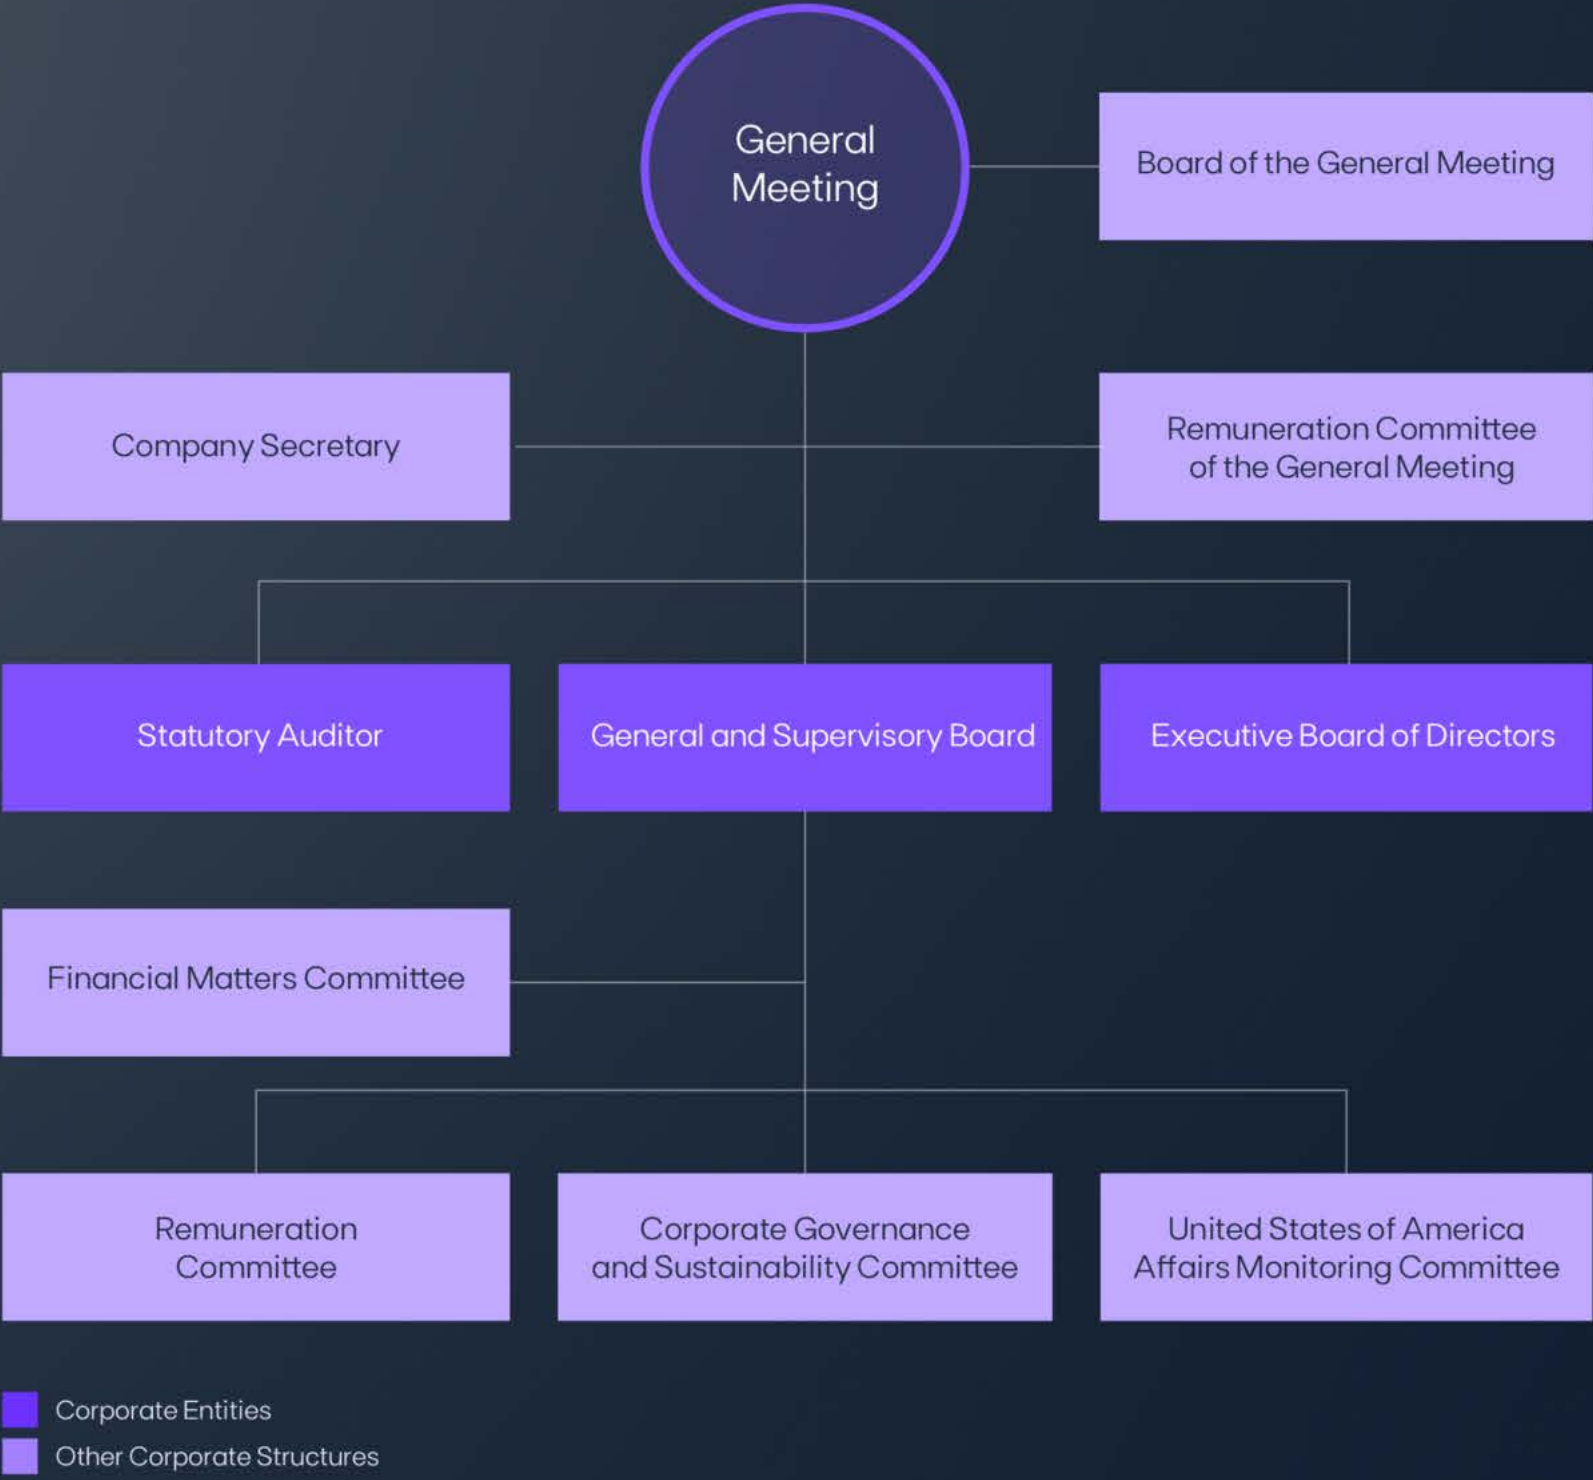 General
Meeting
Board of the General Meeting
Company Secretary
Remuneration Committee
of the General Meeting
Statutory Auditor
General and Supervisory Board
Executive Board of Directors
Financial Matters Committee
Remuneration
Committee
Corporate Governance
and Sustainability Committee
United States of America
Affairs Monitoring Committee
Corporate Entities
Other Corporate Structures